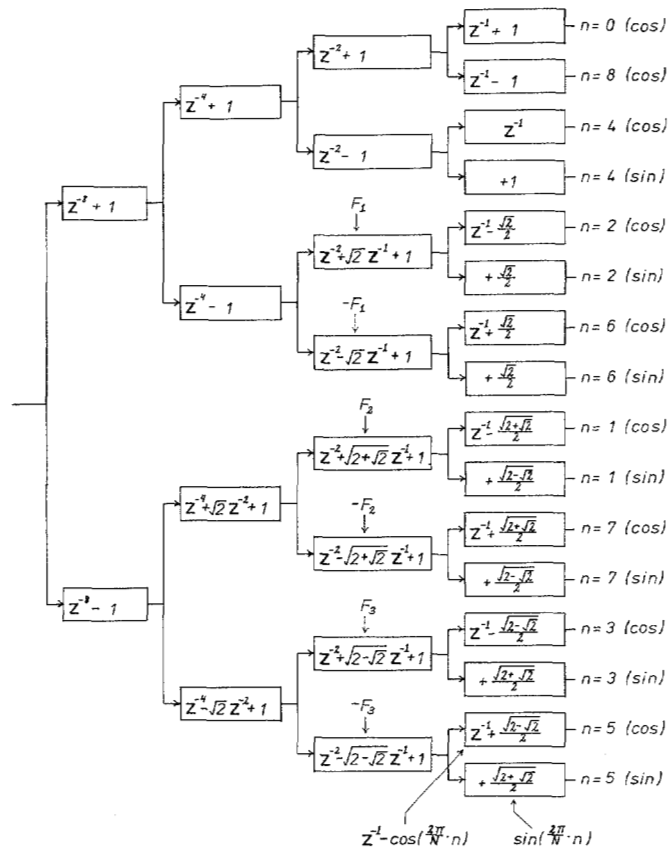 z⁻¹ + 1 n = 0 (cos)
z⁻² + 1
z⁻¹ − 1 n = 8 (cos)
z⁻⁴ + 1
z⁻¹ n = 4 (cos)
z⁻² − 1
+1 n = 4 (sin)
z⁻⁸ + 1
F₁
z⁻¹ − √2/2 n = 2 (cos)
z⁻² + √2 z⁻¹ + 1
+ √2/2 n = 2 (sin)
z⁻⁴ − 1
−F₁
z⁻¹ + √2/2 n = 6 (cos)
z⁻² − √2 z⁻¹ + 1
+ √2/2 n = 6 (sin)
F₂
z⁻¹ − √(2+√2)/2 n = 1 (cos)
z⁻² + √(2+√2) z⁻¹ + 1
+ √(2−√2)/2 n = 1 (sin)
z⁻⁴ + √2 z⁻² + 1
−F₂
z⁻¹ + √(2+√2)/2 n = 7 (cos)
z⁻² − √(2+√2) z⁻¹ + 1
+ √(2−√2)/2 n = 7 (sin)
z⁻⁸ − 1
F₃
z⁻¹ − √(2−√2)/2 n = 3 (cos)
z⁻² + √(2−√2) z⁻¹ + 1
+ √(2+√2)/2 n = 3 (sin)
z⁻⁴ − √2 z⁻² + 1
−F₃
z⁻¹ + √(2−√2)/2 n = 5 (cos)
z⁻² − √(2−√2) z⁻¹ + 1
+ √(2+√2)/2 n = 5 (sin)
z⁻¹ − cos(2π/N · n) sin(2π/N · n)